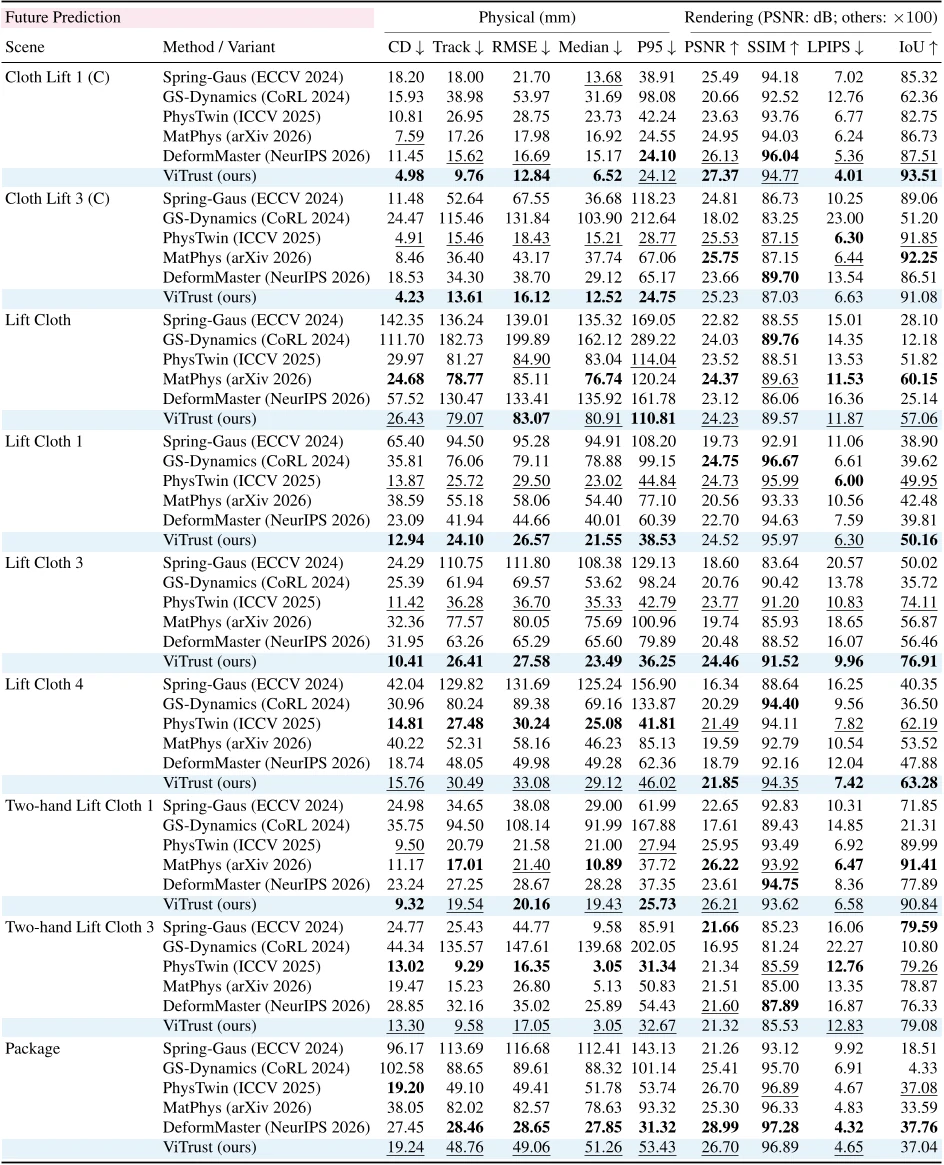 Future Prediction Physical (mm) Rendering (PSNR: dB; others: ×100)
Scene Method / Variant CD ↓ Track ↓ RMSE ↓ Median ↓ P95 ↓ PSNR ↑ SSIM ↑ LPIPS ↓ IoU ↑
Cloth Lift 1 (C) Spring-Gaus (ECCV 2024) 18.20 18.00 21.70 13.68 38.91 25.49 94.18 7.02 85.32
GS-Dynamics (CoRL 2024) 15.93 38.98 53.97 31.69 98.08 20.66 92.52 12.76 62.36
PhysTwin (ICCV 2025) 10.81 26.95 28.75 23.73 42.24 23.63 93.76 6.77 82.75
MatPhys (arXiv 2026) 7.59 17.26 17.98 16.92 24.55 24.95 94.03 6.24 86.73
DeformMaster (NeurIPS 2026) 11.45 15.62 16.69 15.17 24.10 26.13 96.04 5.36 87.51
ViTrust (ours) 4.98 9.76 12.84 6.52 24.12 27.37 94.77 4.01 93.51
Cloth Lift 3 (C) Spring-Gaus (ECCV 2024) 11.48 52.64 67.55 36.68 118.23 24.81 86.73 10.25 89.06
GS-Dynamics (CoRL 2024) 24.47 115.46 131.84 103.90 212.64 18.02 83.25 23.00 51.20
PhysTwin (ICCV 2025) 4.91 15.46 18.43 15.21 28.77 25.53 87.15 6.30 91.85
MatPhys (arXiv 2026) 8.46 36.40 43.17 37.74 67.06 25.75 87.15 6.44 92.25
DeformMaster (NeurIPS 2026) 18.53 34.30 38.70 29.12 65.17 23.66 89.70 13.54 86.51
ViTrust (ours) 4.23 13.61 16.12 12.52 24.75 25.23 87.03 6.63 91.08
Lift Cloth Spring-Gaus (ECCV 2024) 142.35 136.24 139.01 135.32 169.05 22.82 88.55 15.01 28.10
GS-Dynamics (CoRL 2024) 111.70 182.73 199.89 162.12 289.22 24.03 89.76 14.35 12.18
PhysTwin (ICCV 2025) 29.97 81.27 84.90 83.04 114.04 23.52 88.51 13.53 51.82
MatPhys (arXiv 2026) 24.68 78.77 85.11 76.74 120.24 24.37 89.63 11.53 60.15
DeformMaster (NeurIPS 2026) 57.52 130.47 133.41 135.92 161.78 23.12 86.06 16.36 25.14
ViTrust (ours) 26.43 79.07 83.07 80.91 110.81 24.23 89.57 11.87 57.06
Lift Cloth 1 Spring-Gaus (ECCV 2024) 65.40 94.50 95.28 94.91 108.20 19.73 92.91 11.06 38.90
GS-Dynamics (CoRL 2024) 35.81 76.06 79.11 78.88 99.15 24.75 96.67 6.61 39.62
PhysTwin (ICCV 2025) 13.87 25.72 29.50 23.02 44.84 24.73 95.99 6.00 49.95
MatPhys (arXiv 2026) 38.59 55.18 58.06 54.40 77.10 20.56 93.33 10.56 42.48
DeformMaster (NeurIPS 2026) 23.09 41.94 44.66 40.01 60.39 22.70 94.63 7.59 39.81
ViTrust (ours) 12.94 24.10 26.57 21.55 38.53 24.52 95.97 6.30 50.16
Lift Cloth 3 Spring-Gaus (ECCV 2024) 24.29 110.75 111.80 108.38 129.13 18.60 83.64 20.57 50.02
GS-Dynamics (CoRL 2024) 25.39 61.94 69.57 53.62 98.24 20.76 90.42 13.78 35.72
PhysTwin (ICCV 2025) 11.42 36.28 36.70 35.33 42.79 23.77 91.20 10.83 74.11
MatPhys (arXiv 2026) 32.36 77.57 80.05 75.69 100.96 19.74 85.93 18.65 56.87
DeformMaster (NeurIPS 2026) 31.95 63.26 65.29 65.60 79.89 20.48 88.52 16.07 56.46
ViTrust (ours) 10.41 26.41 27.58 23.49 36.25 24.46 91.52 9.96 76.91
Lift Cloth 4 Spring-Gaus (ECCV 2024) 42.04 129.82 131.69 125.24 156.90 16.34 88.64 16.25 40.35
GS-Dynamics (CoRL 2024) 30.96 80.24 89.38 69.16 133.87 20.29 94.40 9.56 36.50
PhysTwin (ICCV 2025) 14.81 27.48 30.24 25.08 41.81 21.49 94.11 7.82 62.19
MatPhys (arXiv 2026) 40.22 52.31 58.16 46.23 85.13 19.59 92.79 10.54 53.52
DeformMaster (NeurIPS 2026) 18.74 48.05 49.98 49.28 62.36 18.79 92.16 12.04 47.88
ViTrust (ours) 15.76 30.49 33.08 29.12 46.02 21.85 94.35 7.42 63.28
Two-hand Lift Cloth 1 Spring-Gaus (ECCV 2024) 24.98 34.65 38.08 29.00 61.99 22.65 92.83 10.31 71.85
GS-Dynamics (CoRL 2024) 35.75 94.50 108.14 91.99 167.88 17.61 89.43 14.85 21.31
PhysTwin (ICCV 2025) 9.50 20.79 21.58 21.00 27.94 25.95 93.49 6.92 89.99
MatPhys (arXiv 2026) 11.17 17.01 21.40 10.89 37.72 26.22 93.92 6.47 91.41
DeformMaster (NeurIPS 2026) 23.24 27.25 28.67 28.28 37.35 23.61 94.75 8.36 77.89
ViTrust (ours) 9.32 19.54 20.16 19.43 25.73 26.21 93.62 6.58 90.84
Two-hand Lift Cloth 3 Spring-Gaus (ECCV 2024) 24.77 25.43 44.77 9.58 85.91 21.66 85.23 16.06 79.59
GS-Dynamics (CoRL 2024) 44.34 135.57 147.61 139.68 202.05 16.95 81.24 22.27 10.80
PhysTwin (ICCV 2025) 13.02 9.29 16.35 3.05 31.34 21.34 85.59 12.76 79.26
MatPhys (arXiv 2026) 19.47 15.23 26.80 5.13 50.83 21.51 85.00 13.35 78.87
DeformMaster (NeurIPS 2026) 28.85 32.16 35.02 25.89 54.43 21.60 87.89 16.87 76.33
ViTrust (ours) 13.30 9.58 17.05 3.05 32.67 21.32 85.53 12.83 79.08
Package Spring-Gaus (ECCV 2024) 96.17 113.69 116.68 112.41 143.13 21.26 93.12 9.92 18.51
GS-Dynamics (CoRL 2024) 102.58 88.65 89.61 88.32 101.14 25.41 95.70 6.91 4.33
PhysTwin (ICCV 2025) 19.20 49.10 49.41 51.78 53.74 26.70 96.89 4.67 37.08
MatPhys (arXiv 2026) 38.05 82.02 82.57 78.63 93.32 25.30 96.33 4.83 33.59
DeformMaster (NeurIPS 2026) 27.45 28.46 28.65 27.85 31.32 28.99 97.28 4.32 37.76
ViTrust (ours) 19.24 48.76 49.06 51.26 53.43 26.70 96.89 4.65 37.04